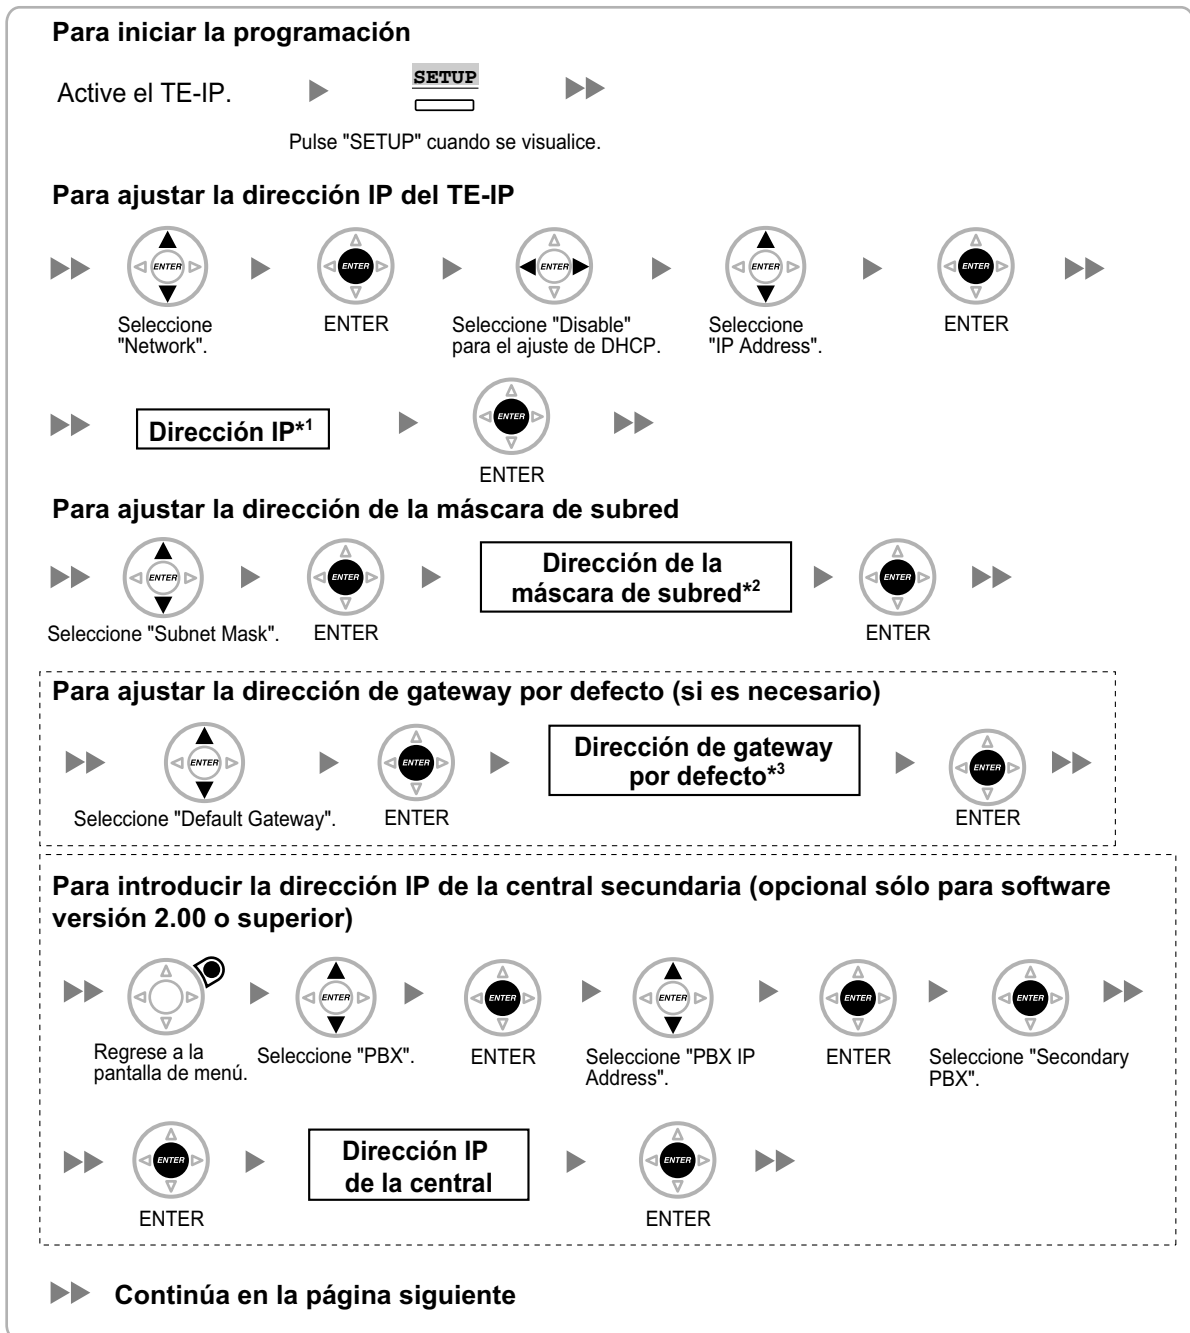 Para iniciar la programación
Active el TE-IP.
SETUP
Pulse "SETUP" cuando se visualice.
Para ajustar la dirección IP del TE-IP
ENTER
ENTER
ENTER
ENTER
ENTER
Seleccione
"Network".
ENTER
Seleccione "Disable"
para el ajuste de DHCP.
Seleccione
"IP Address".
ENTER
Dirección IP*1
ENTER
ENTER
Para ajustar la dirección de la máscara de subred
ENTER
ENTER
Dirección de la
máscara de subred*2
ENTER
Seleccione "Subnet Mask".
ENTER
ENTER
Para ajustar la dirección de gateway por defecto (si es necesario)
ENTER
ENTER
Dirección de gateway
por defecto*3
ENTER
Seleccione "Default Gateway".
ENTER
ENTER
Para introducir la dirección IP de la central secundaria (opcional sólo para software
versión 2.00 o superior)
ENTER
ENTER
ENTER
ENTER
ENTER
Regrese a la
pantalla de menú.
Seleccione "PBX".
ENTER
Seleccione "PBX IP
Address".
ENTER
Seleccione "Secondary
PBX".
ENTER
Dirección IP
de la central
ENTER
ENTER
ENTER
Continúa en la página siguiente